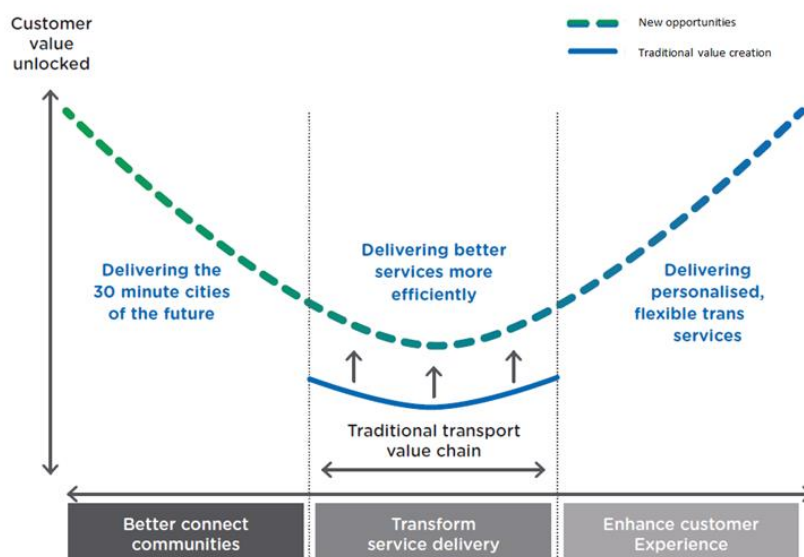 Customer
value
unlocked
New opportunities
Traditional value creation
Delivering the
30 minute cities
of the future
Delivering better
services more
efficiently
Delivering
personalised,
flexible trans
services
Traditional transport
value chain
Better connect
communities
Transform
service delivery
Enhance customer
Experience